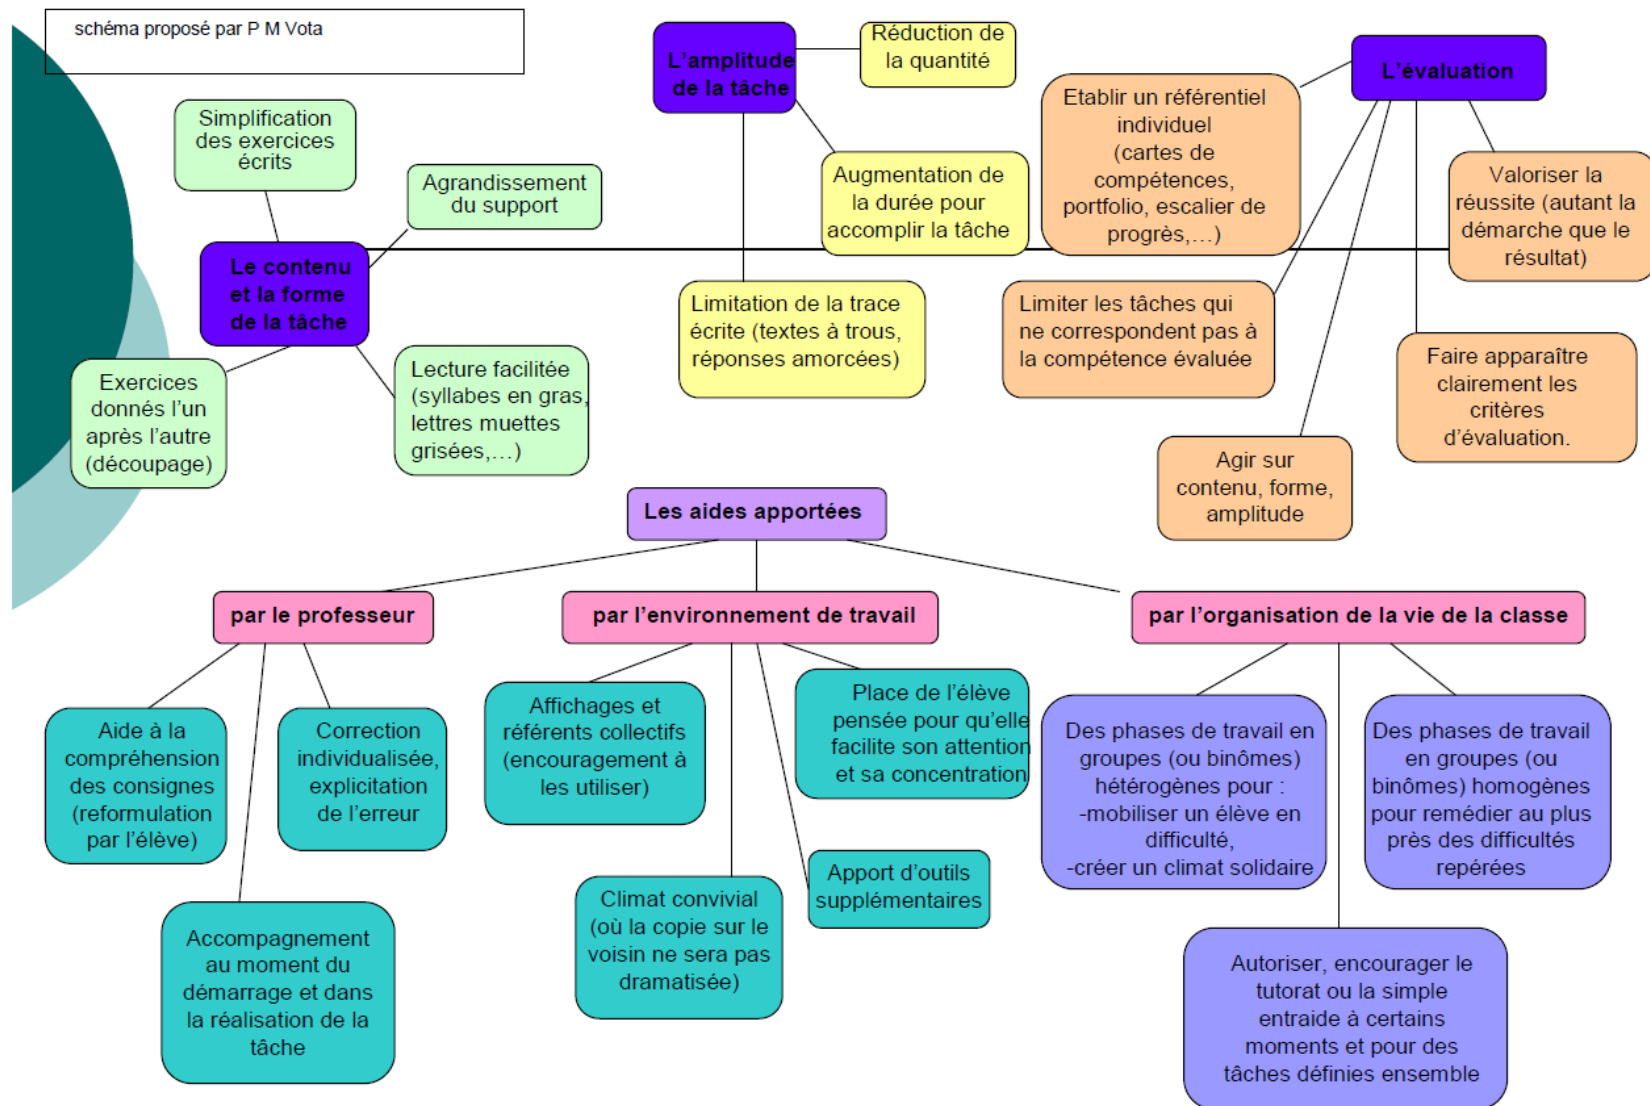 schéma proposé par P M Vota
L'amplitude
de la tâche
Réduction de
la quantité
Augmentation de
la durée pour
accomplir la tâche
Limitation de la trace
écrite (textes à trous,
réponses amorcées)
L'évaluation
Etablir un référentiel
individuel
(cartes de
compétences,
portfolio, escalier de
progrès,…)
Valoriser la
réussite (autant la
démarche que le
résultat)
Limiter les tâches qui
ne correspondent pas à
la compétence évaluée
Faire apparaître
clairement les
critères
d'évaluation.
Agir sur
contenu, forme,
amplitude
Simplification
des exercices
écrits
Agrandissement
du support
Le contenu
et la forme
de la tâche
Exercices
donnés l'un
après l'autre
(découpage)
Lecture facilitée
(syllabes en gras,
lettres muettes
grisées,…)
Les aides apportées
par le professeur
Aide à la
compréhension
des consignes
(reformulation
par l'élève)
Correction
individualisée,
explicitation
de l'erreur
Accompagnement
au moment du
démarrage et dans
la réalisation de la
tâche
par l'environnement de travail
Affichages et
référents collectifs
(encouragement à
les utiliser)
Place de l'élève
pensée pour qu'elle
facilite son attention
et sa concentration
Climat convivial
(où la copie sur le
voisin ne sera pas
dramatisée)
Apport d'outils
supplémentaires
par l'organisation de la vie de la classe
Des phases de travail en
groupes (ou binômes)
hétérogènes pour :
-mobiliser un élève en
difficulté,
-créer un climat solidaire
Des phases de travail
en groupes (ou
binômes) homogènes
pour remédier au plus
près des difficultés
repérées
Autoriser, encourager le
tutorat ou la simple
entraide à certains
moments et pour des
tâches définies ensemble